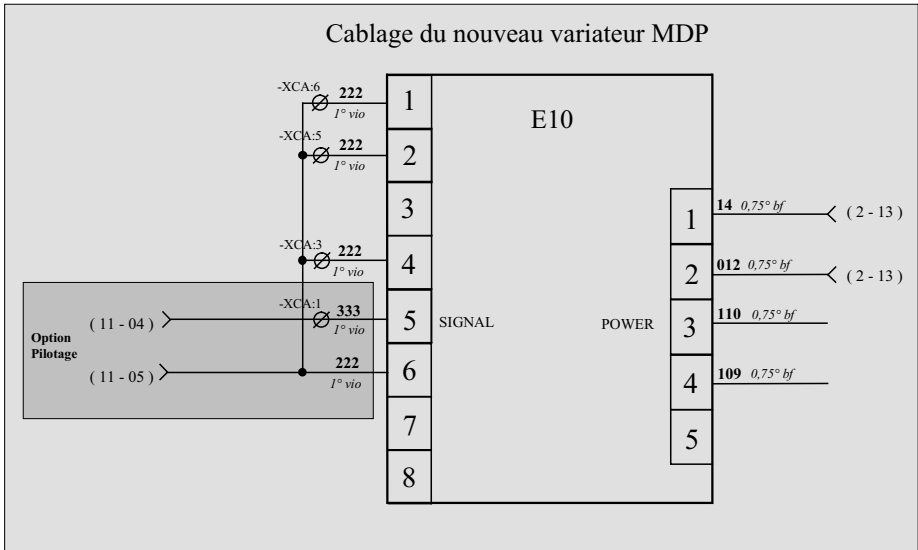 Cablage du nouveau variateur MDP
E10
-XCA:6
222
1° vio
1
-XCA:5
222
1° vio
2
3
-XCA:3
222
1° vio
4
Option
Pilotage
( 11 - 04 )
-XCA:1
333
1° vio
5
SIGNAL
( 11 - 05 )
222
1° vio
6
7
8
POWER
1
14 0,75° bf
( 2 - 13 )
2
012 0,75° bf
( 2 - 13 )
3
110 0,75° bf
4
109 0,75° bf
5